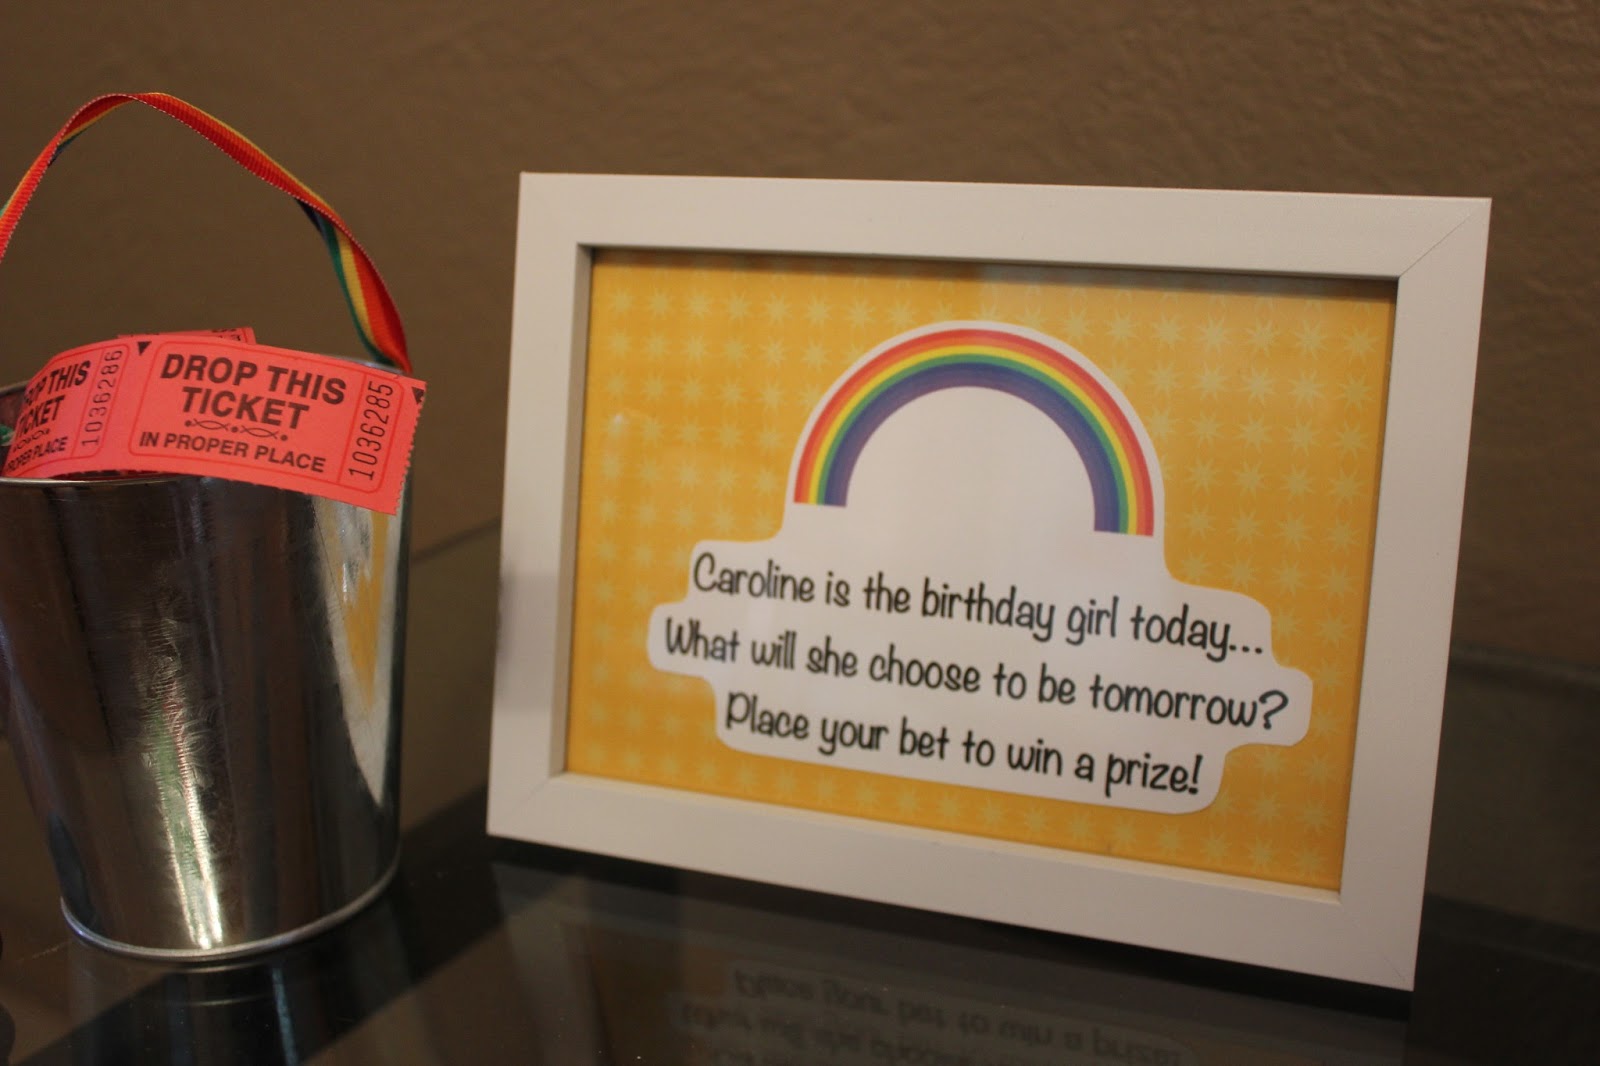 DROP THIS
TICKET
IN PROPER PLACE
1036285
THIS
TICKET
PLACE
1036286
Caroline is the birthday girl today...
What will she choose to be tomorrow?
Place your bet to win a prize!